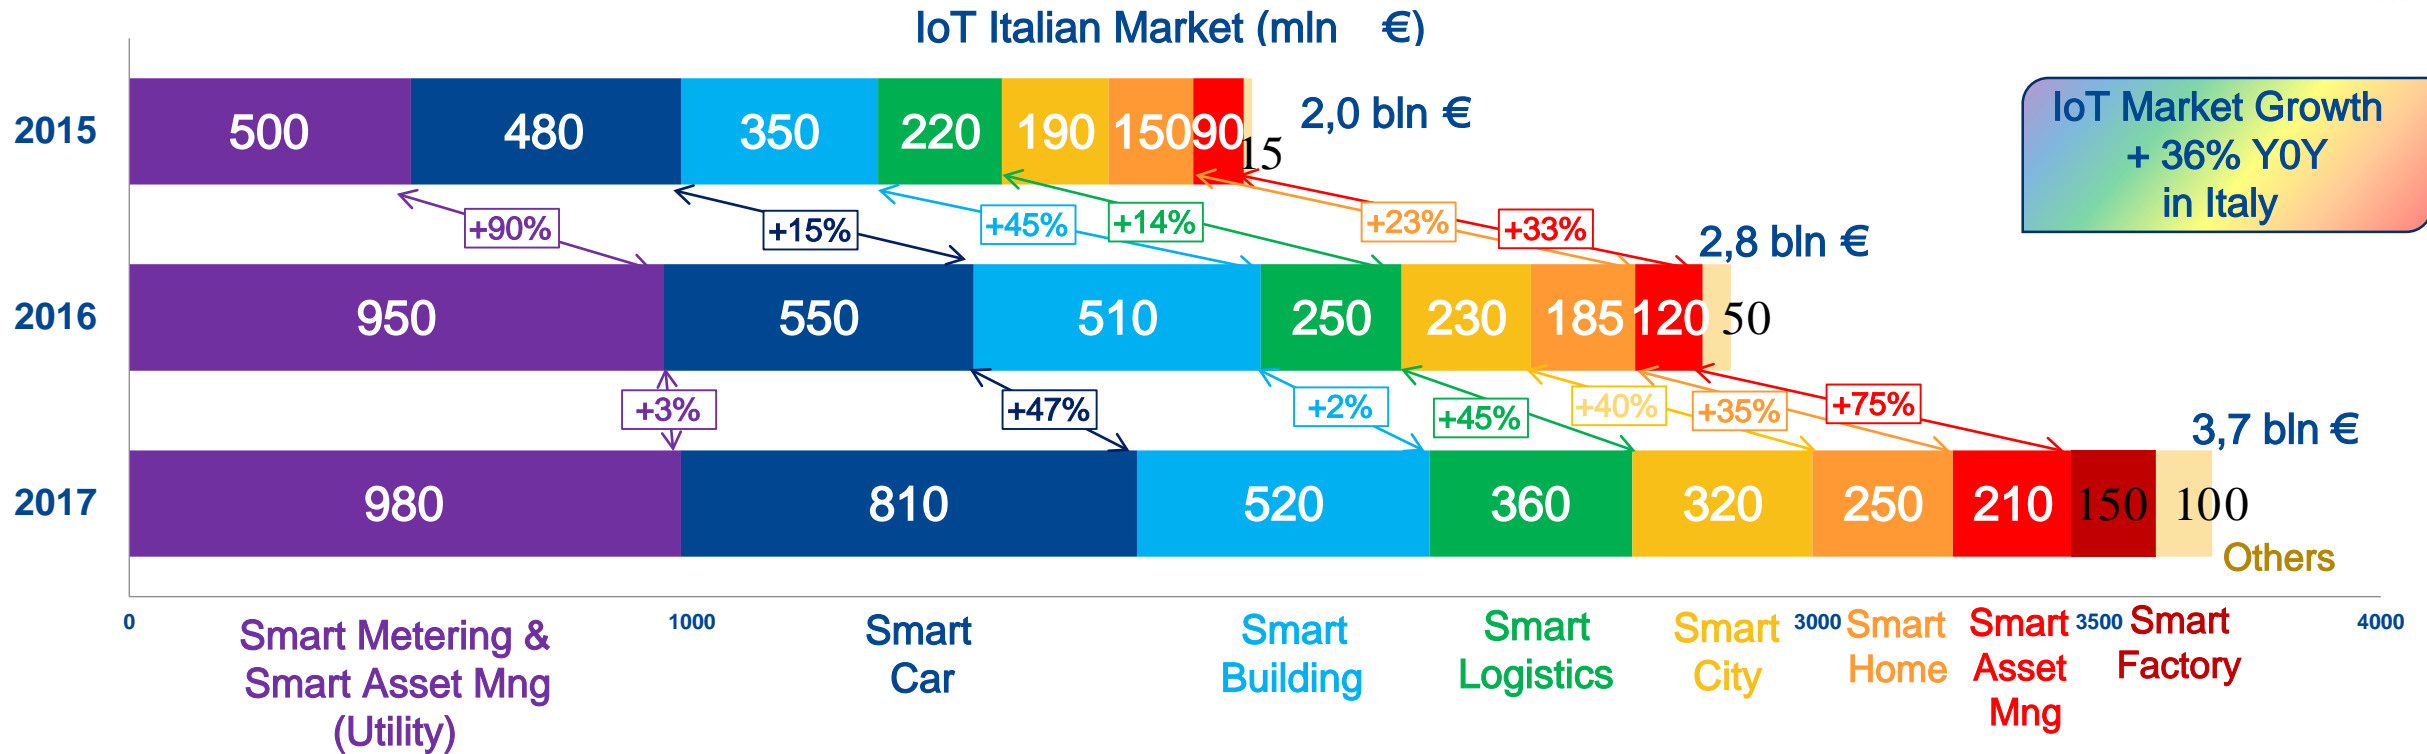 IoT Italian Market (mln €)
2015
500 480 350 220 190 150 90 15
2,0 bln €
IoT Market Growth
+ 36% Y0Y
in Italy
+90% +15% +45% +14% +23% +33%
2,8 bln €
2016
950 550 510 250 230 185 120 50
+3% +47% +2% +45% +40% +35% +75%
3,7 bln €
2017
980 810 520 360 320 250 210 150 100
Others
0 1000 3000 3500 4000
Smart Metering &
Smart Asset Mng
(Utility)
Smart
Car
Smart
Building
Smart
Logistics
Smart
City
Smart
Home
Smart
Asset
Mng
Smart
Factory